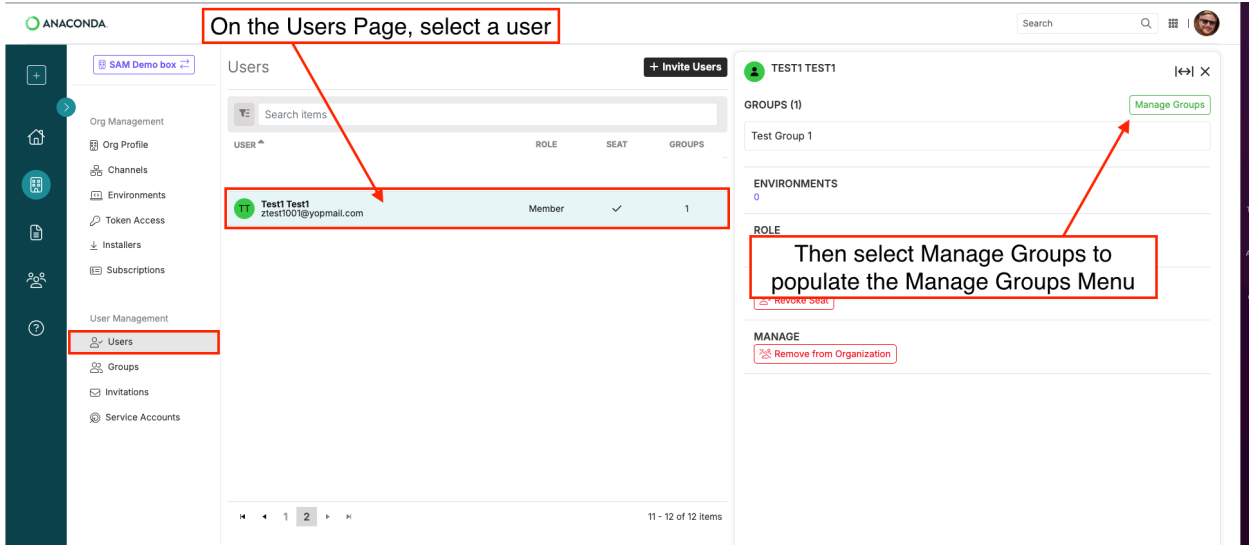 ANACONDA.
On the Users Page, select a user
Search
SAM Demo box
Users
+ Invite Users
TEST1 TEST1
Org Management
Org Profile
Channels
Environments
Token Access
Installers
Subscriptions
User Management
Users
Groups
Invitations
Service Accounts
Search items
USER
ROLE
SEAT
GROUPS
TT
Test1 Test1
ztest1001@yopmail.com
Member
1
1
2
11 - 12 of 12 items
GROUPS (1)
Manage Groups
Test Group 1
ENVIRONMENTS
0
ROLE
Then select Manage Groups to
populate the Manage Groups Menu
Revoke Seat
MANAGE
Remove from Organization